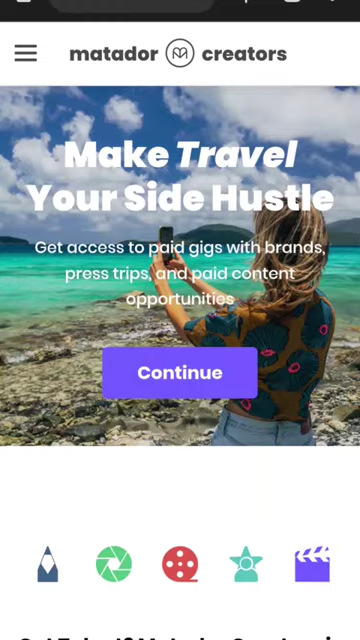 matador creators
Make Travel
Your Side Hustle
Get access to paid gigs with brands,
press trips, and paid content
opportunities
Continue